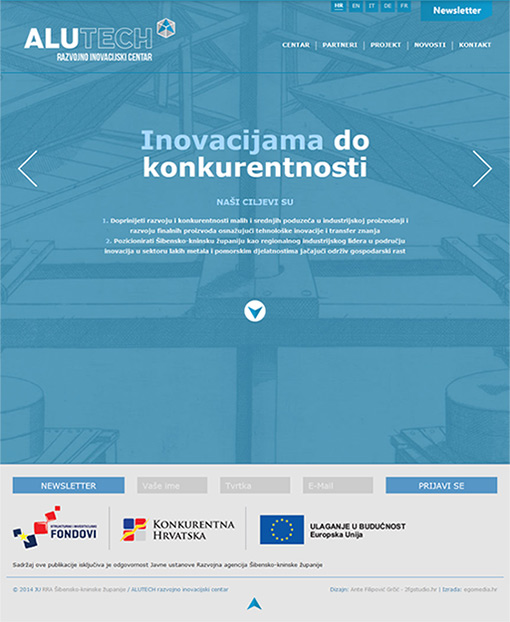 HR EN IT DE FR
Newsletter
ALUTECH
RAZVOJNO INOVACIJSKI CENTAR
CENTAR | PARTNERI | PROJEKT | NOVOSTI | KONTAKT
Inovacijama do
konkurentnosti
NAŠI CILJEVI SU
1. Doprinijeti razvoju i konkurentnosti malih i srednjih poduzeća u industrijskoj proizvodnji i
razvoju finalnih proizvoda osnažujući tehnološke inovacije i transfer znanja
2. Pozicionirati Šibensko-kninsku županiju kao regionalnog industrijskog lidera u području
inovacija u sektoru lakih metala i pomorskim djelatnostima jačajući održiv gospodarski rast
NEWSLETTER
Vaše ime
Tvrtka
E-Mail
PRIJAVI SE
STRUKTURNI I INVESTICIJSKI
FONDOVI
KONKURENTNA
HRVATSKA
ULAGANJE U BUDUĆNOST
Europska Unija
Sadržaj ove publikacije isključiva je odgovornost Javne ustanove Razvojna agencija Šibensko-kninske županije
© 2014 JU RRA Šibensko-kninske županije / ALUTECH razvojno inovacijski centar
Dizajn: Ante Filipović Grčić - 2fgstudio.hr | Izrada: egomedia.hr